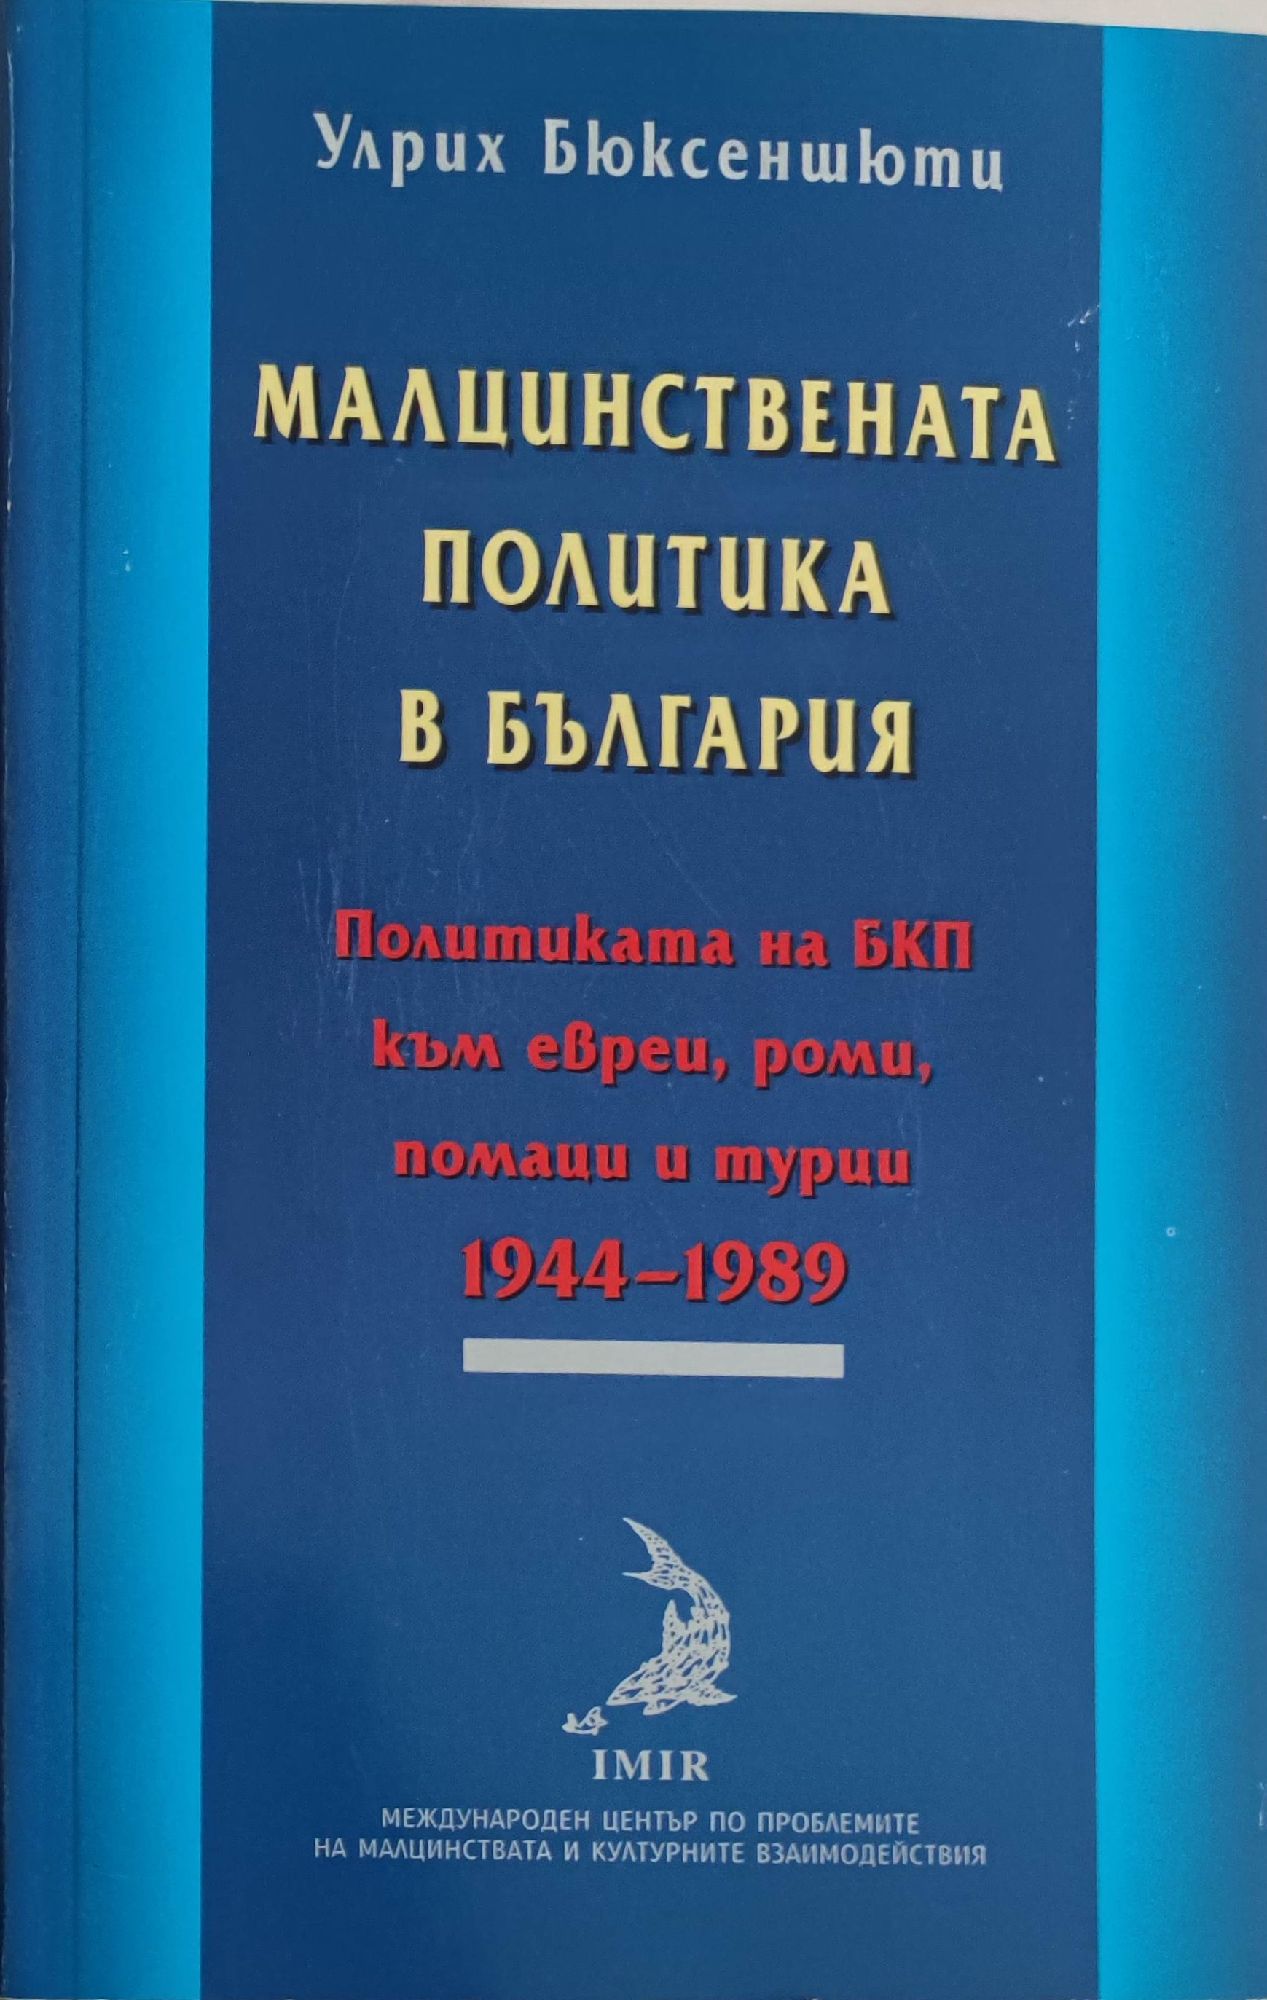 Улрих Бюксеншютц
МАЛЦИНСТВЕНАТА
ПОЛИТИКА
В БЪЛГАРИЯ
Политиката на БКП
към евреи, роми,
помаци и турци
1944–1989
IMIR
МЕЖДУНАРОДЕН ЦЕНТЪР ПО ПРОБЛЕМИТЕ
НА МАЛЦИНСТВАТА И КУЛТУРНИТЕ ВЗАИМОДЕЙСТВИЯ